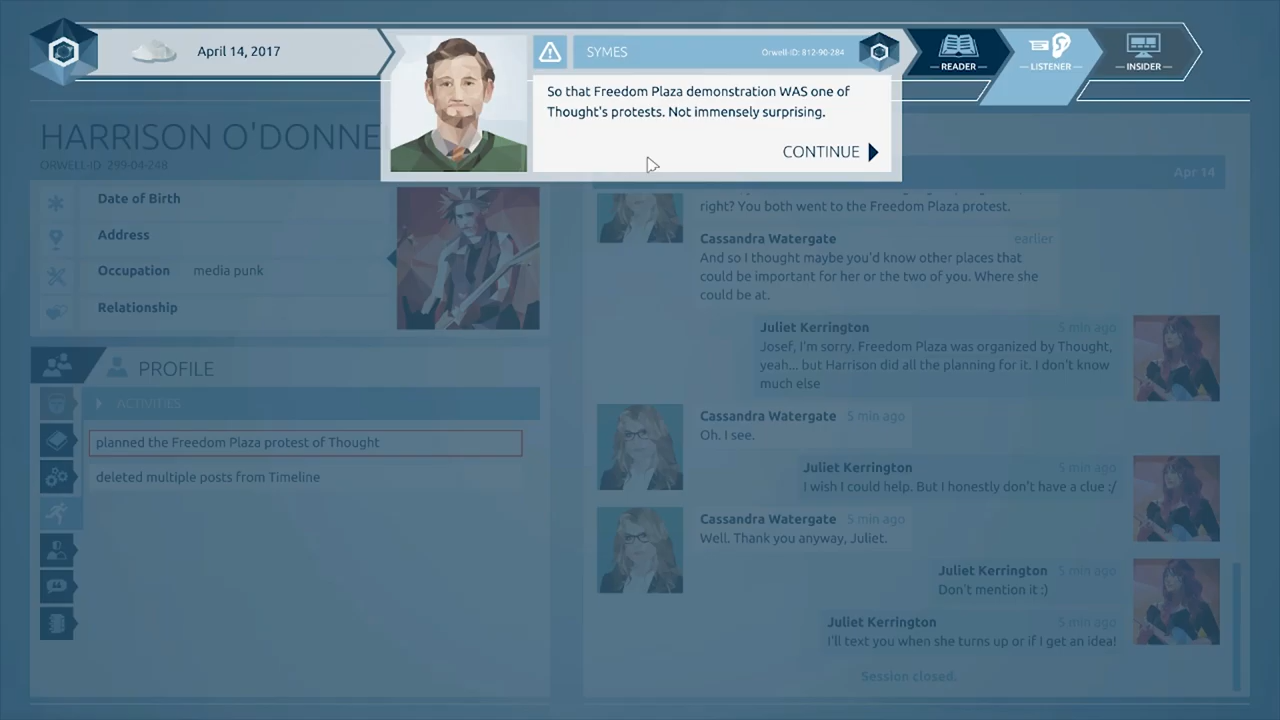 April 14, 2017
SYMES
Orwell-ID: 812-90-284
So that Freedom Plaza demonstration WAS one of
Thought's protests. Not immensely surprising.
CONTINUE
READER
LISTENER
INSIDER
HARRISON O'DONNE
ORWELL-ID 299-04-248
Date of Birth
Address
Occupation media punk
Relationship
PROFILE
ACTIVITIES
planned the Freedom Plaza protest of Thought
deleted multiple posts from Timeline
Apr 14
right? You both went to the Freedom Plaza protest.
Cassandra Watergate earlier
And so I thought maybe you'd know other places that
could be important for her or the two of you. Where she
could be at.
Juliet Kerrington 5 min ago
Josef, I'm sorry. Freedom Plaza was organized by Thought,
yeah... but Harrison did all the planning for it. I don't know
much else
Cassandra Watergate 5 min ago
Oh. I see.
Juliet Kerrington 5 min ago
I wish I could help. But I honestly don't have a clue :/
Cassandra Watergate 5 min ago
Well. Thank you anyway, Juliet.
Juliet Kerrington 5 min ago
Don't mention it :)
Juliet Kerrington 5 min ago
I'll text you when she turns up or if I get an idea!
Session closed.